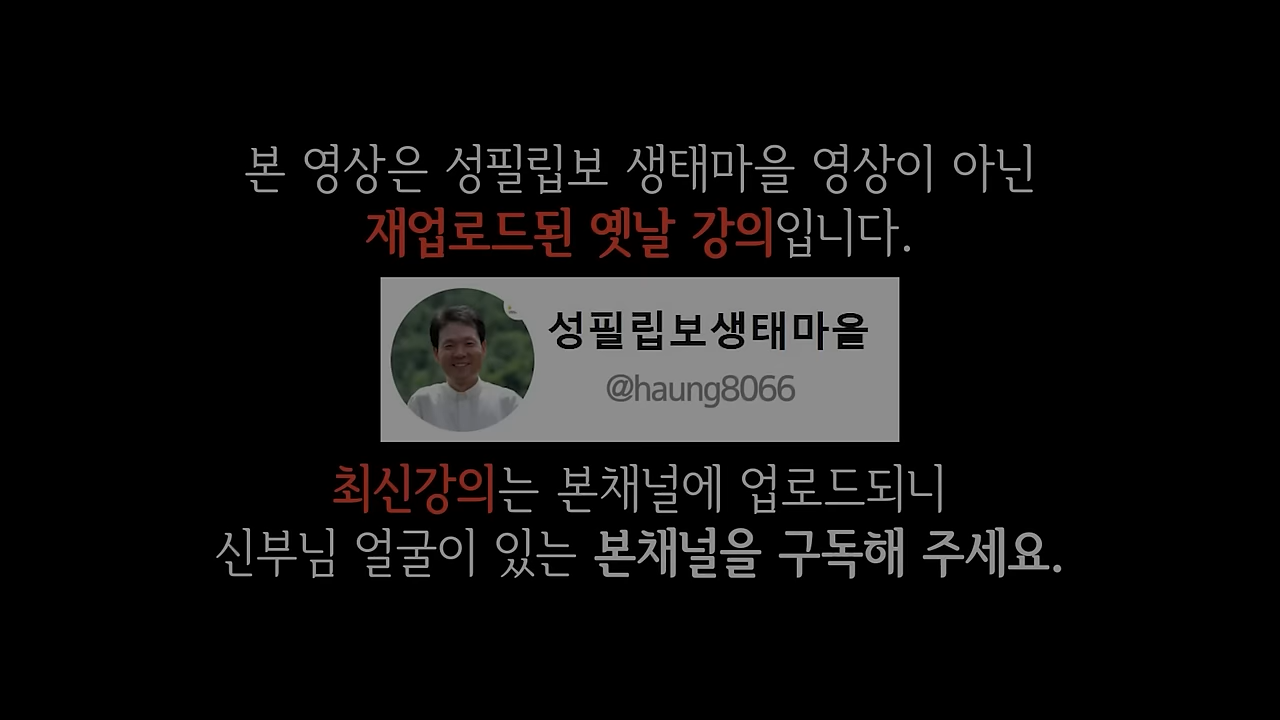 본 영상은 성필립보 생태마을 영상이 아닌
재업로드된 옛날 강의입니다.
성필립보생태마을
@haung8066
최신강의는 본채널에 업로드되니
신부님 얼굴이 있는 본채널을 구독해 주세요.